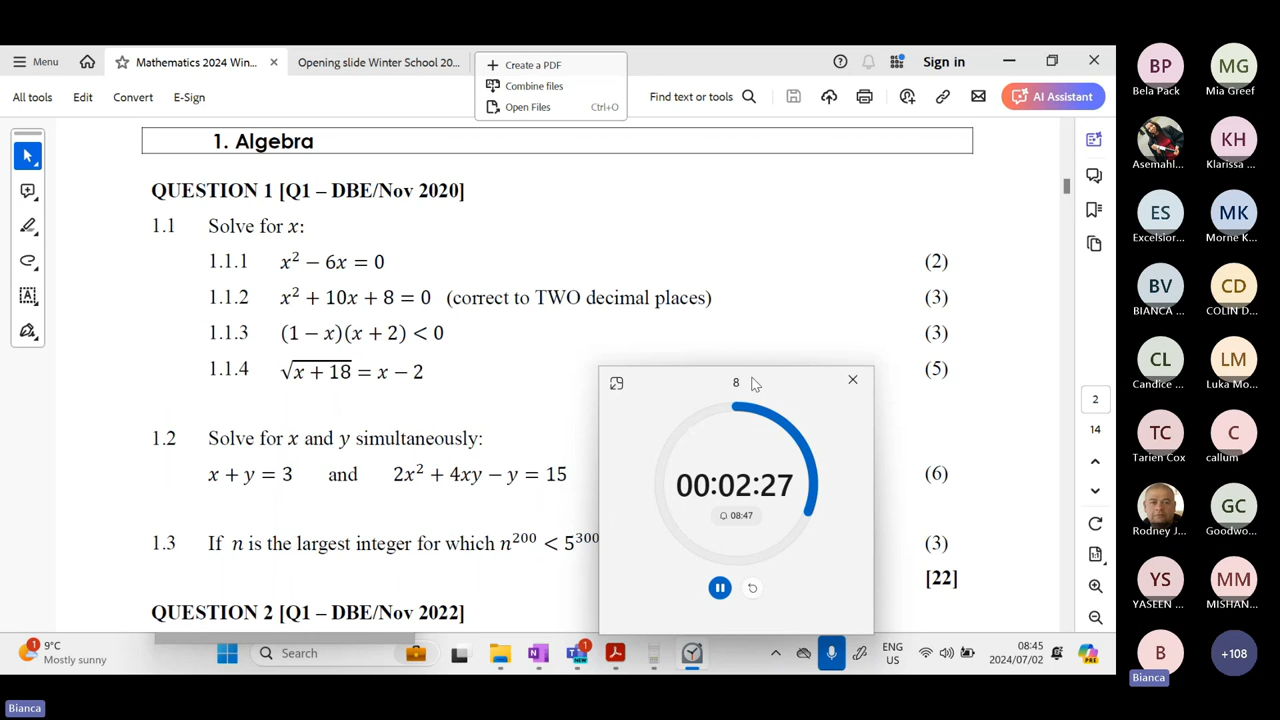 Menu
Mathematics 2024 Win...
Opening slide Winter School 20...
Create a PDF
Combine files
Open Files Ctrl+O
Sign in
All tools Edit Convert E-Sign
Find text or tools
AI Assistant
1. Algebra
QUESTION 1 [Q1 – DBE/Nov 2020]
1.1 Solve for x:
1.1.1 x² − 6x = 0 (2)
1.1.2 x² + 10x + 8 = 0 (correct to TWO decimal places) (3)
1.1.3 (1 − x)(x + 2) < 0 (3)
1.1.4 √(x + 18) = x − 2 (5)
1.2 Solve for x and y simultaneously:
x + y = 3 and 2x² + 4xy − y = 15 (6)
1.3 If n is the largest integer for which n²⁰⁰ < 5³⁰⁰ (3)
[22]
QUESTION 2 [Q1 – DBE/Nov 2022]
8
00:02:27
08:47
2
14
1
9°C
Mostly sunny
Search
1
NEW
ENG
US
08:45
2024/07/02
PRE
BP
Bela Pack
MG
Mia Greef
Asemahl...
KH
Klarissa ...
ES
Excelsior...
MK
Morne K...
BV
BIANCA ...
CD
COLIN D...
CL
Candice ...
LM
Luka Mo...
TC
Tarien Cox
C
callum
Rodney J...
GC
Goodwo...
YS
YASEEN ...
MM
MISHAN...
B
Bianca
+108
Bianca